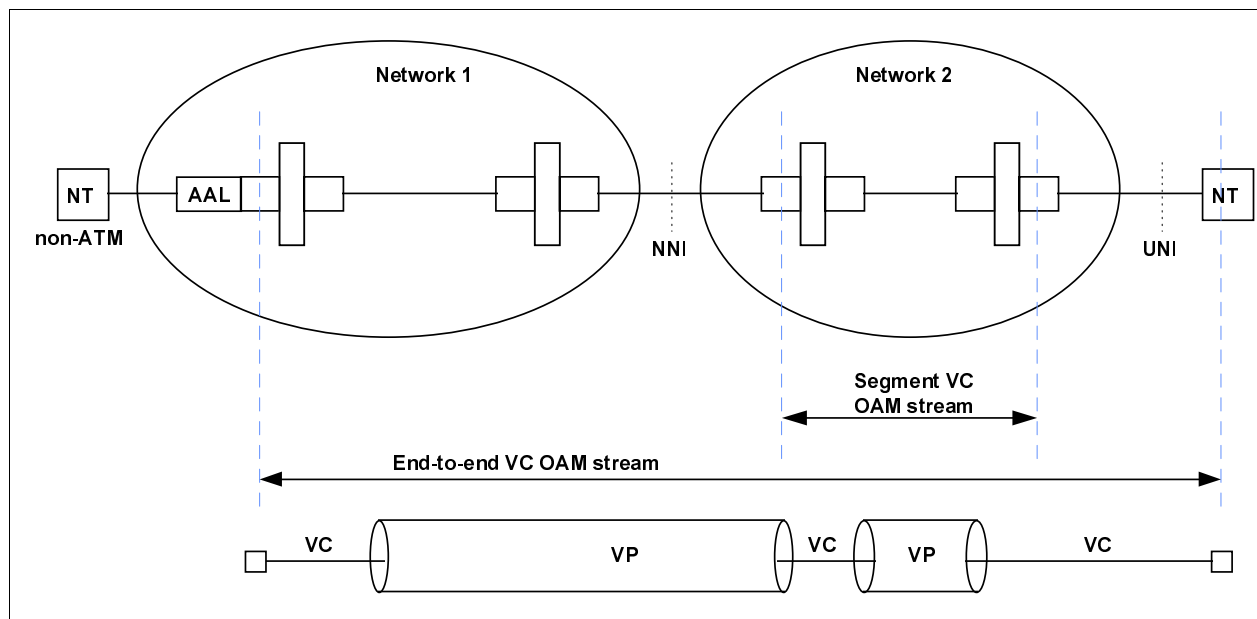 Network 1
Network 2
NT
AAL
NT
non-ATM
NNI
UNI
Segment VC
OAM stream
End-to-end VC OAM stream
VC
VP
VC
VP
VC